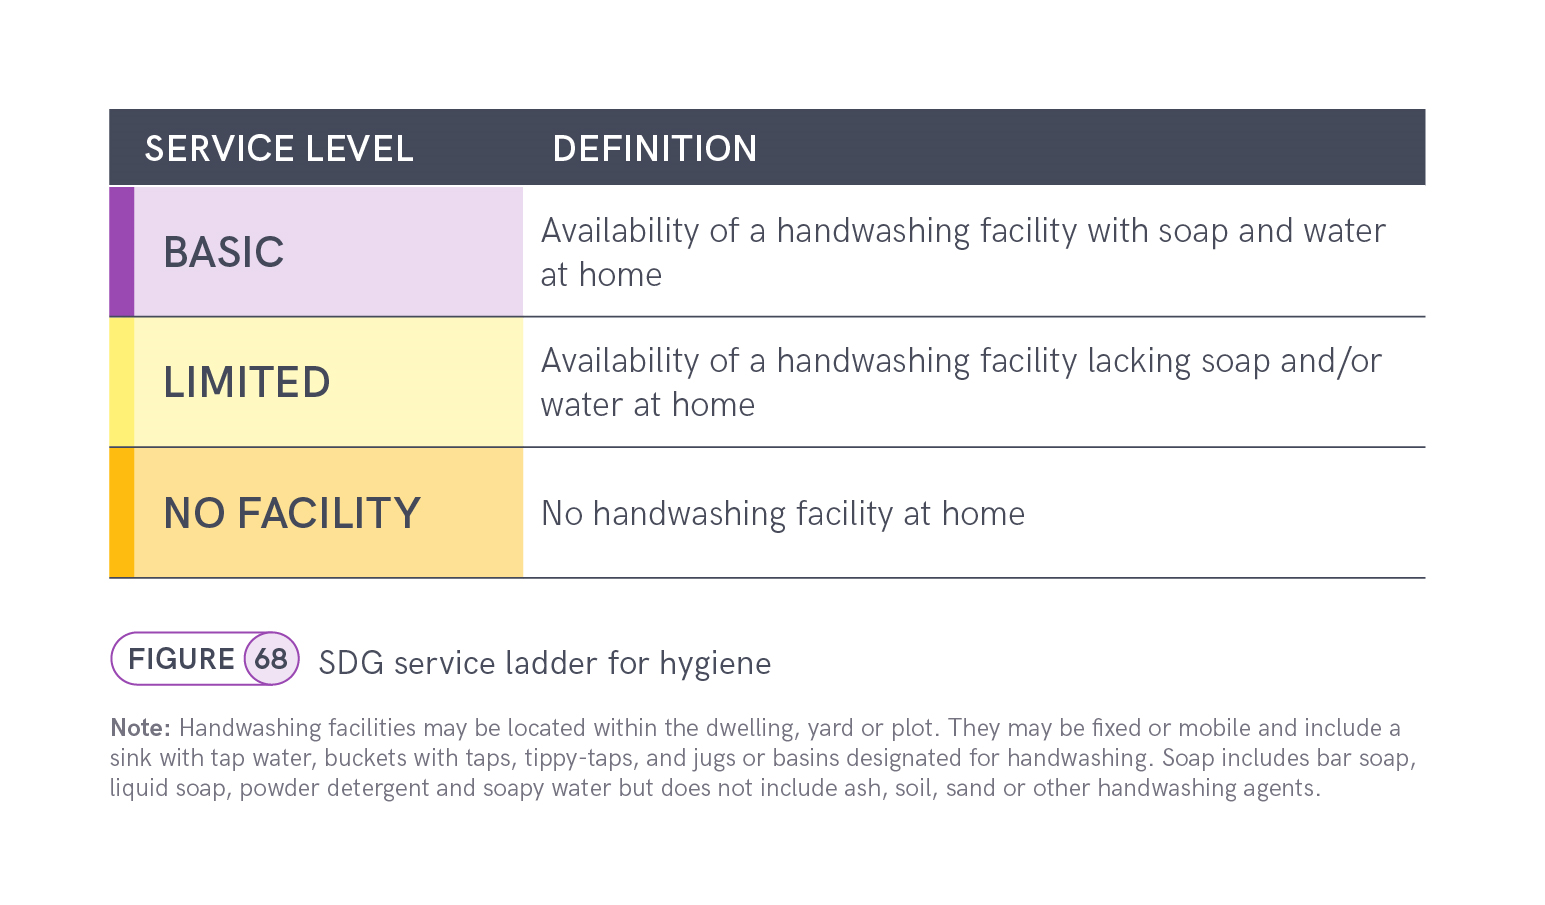 SERVICE LEVEL DEFINITION
BASIC
Availability of a handwashing facility with soap and water
at home
LIMITED
Availability of a handwashing facility lacking soap and/or
water at home
NO FACILITY
No handwashing facility at home
FIGURE 68 SDG service ladder for hygiene
Note: Handwashing facilities may be located within the dwelling, yard or plot. They may be fixed or mobile and include a
sink with tap water, buckets with taps, tippy-taps, and jugs or basins designated for handwashing. Soap includes bar soap,
liquid soap, powder detergent and soapy water but does not include ash, soil, sand or other handwashing agents.